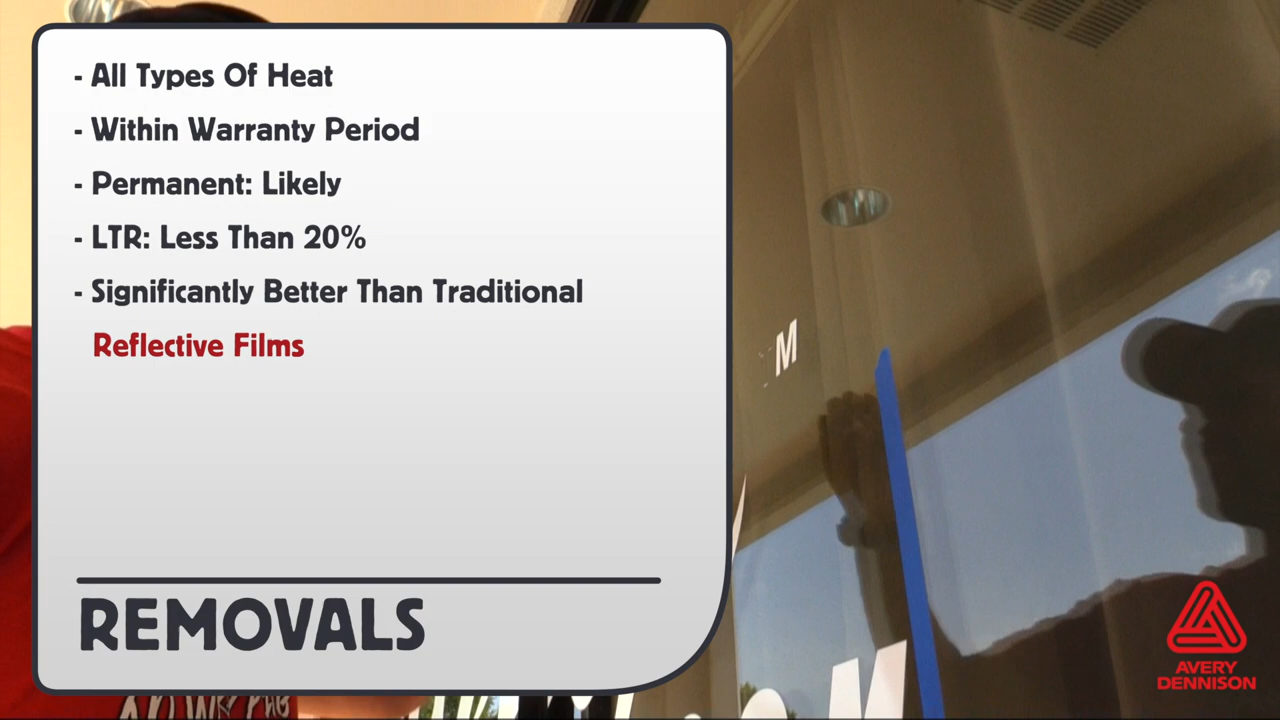 - All Types Of Heat
- Within Warranty Period
- Permanent: Likely
- LTR: Less Than 20%
- Significantly Better Than Traditional
Reflective Films
REMOVALS
M
AVERY
DENNISON